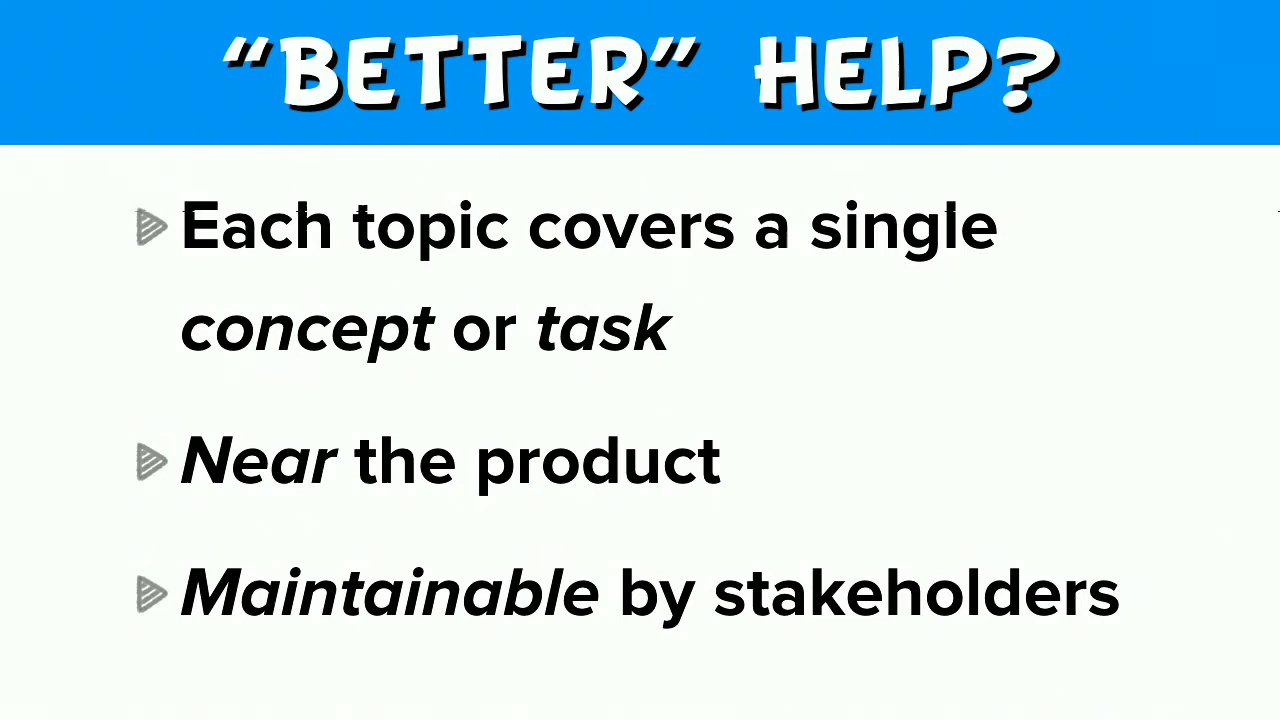 “BETTER” HELP?
Each topic covers a single
concept or task
Near the product
Maintainable by stakeholders